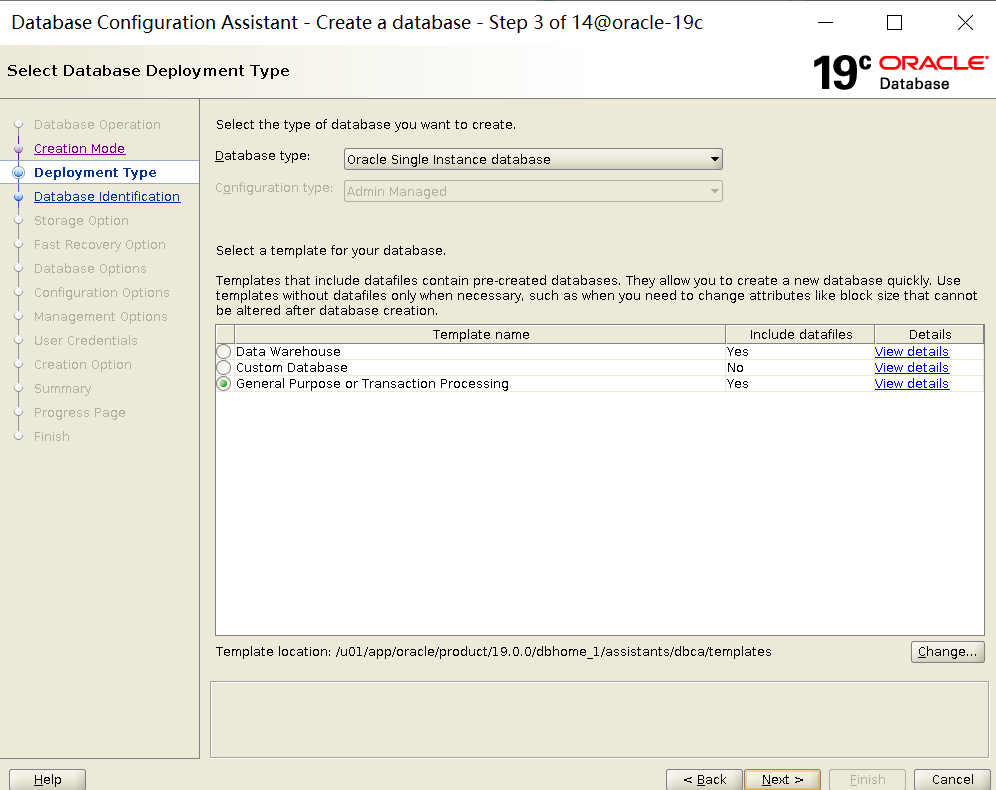 Database Configuration Assistant - Create a database - Step 3 of 14@oracle-19c
Select Database Deployment Type
19c ORACLE
Database
Database Operation
Creation Mode
Deployment Type
Database Identification
Storage Option
Fast Recovery Option
Database Options
Configuration Options
Management Options
User Credentials
Creation Option
Summary
Progress Page
Finish
Select the type of database you want to create.
Database type: Oracle Single Instance database
Configuration type: Admin Managed
Select a template for your database.
Templates that include datafiles contain pre-created databases. They allow you to create a new database quickly. Use
templates without datafiles only when necessary, such as when you need to change attributes like block size that cannot
be altered after database creation.
Template name Include datafiles Details
Data Warehouse Yes View details
Custom Database No View details
General Purpose or Transaction Processing Yes View details
Template location: /u01/app/oracle/product/19.0.0/dbhome_1/assistants/dbca/templates Change...
Help < Back Next > Finish Cancel